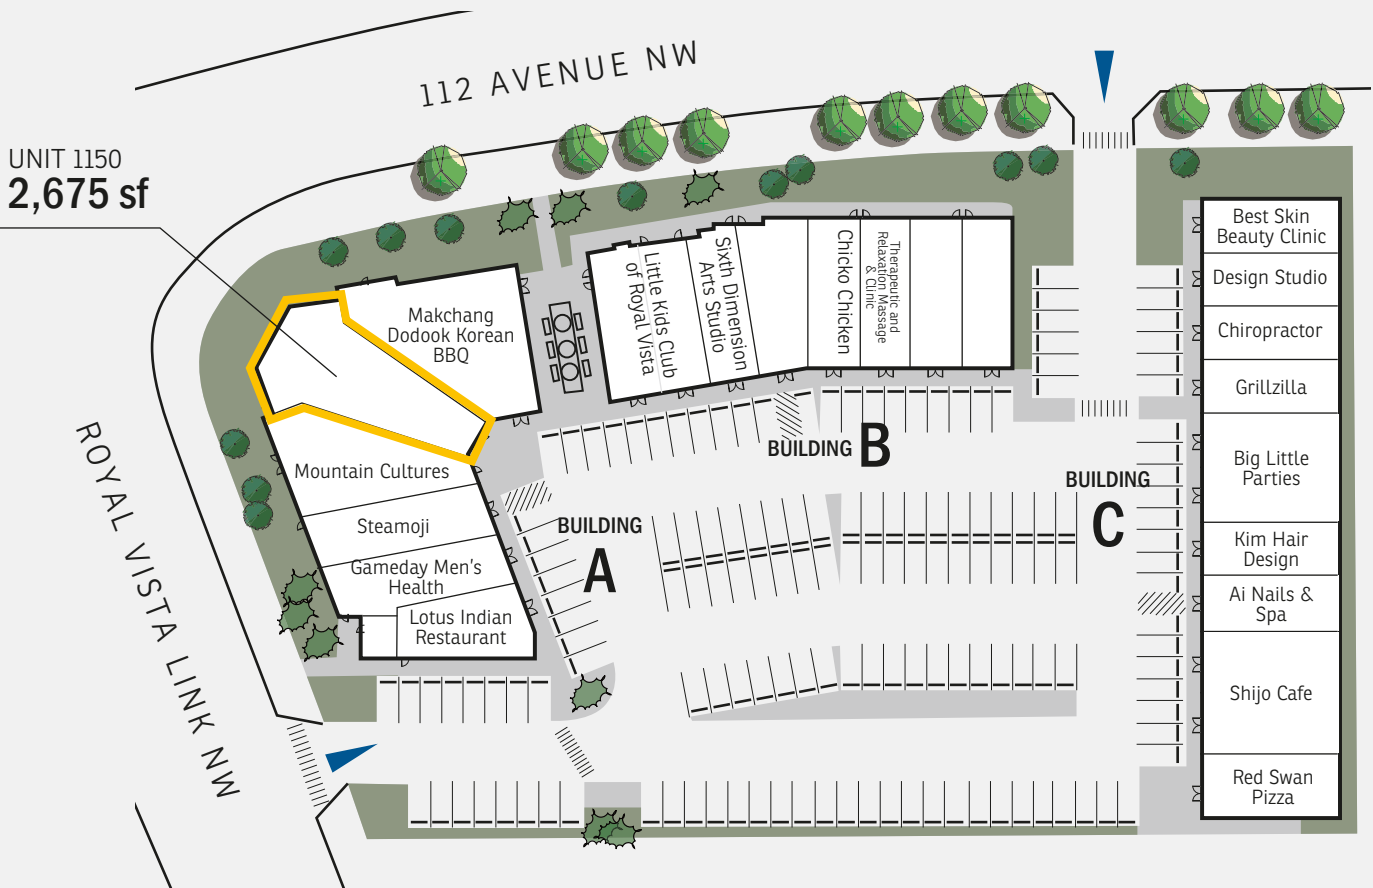 112 AVENUE NW
UNIT 1150
2,675 sf
ROYAL VISTA LINK NW
Makchang
Dodook Korean
BBQ
Mountain Cultures
Steamoji
Gameday Men's
Health
Lotus Indian
Restaurant
BUILDING
A
Little Kids Club
of Royal Vista
Sixth Dimension
Arts Studio
Chicko Chicken
Therapeutic and
Relaxation Massage
& Clinic
BUILDING B
BUILDING
C
Best Skin
Beauty Clinic
Design Studio
Chiropractor
Grillzilla
Big Little
Parties
Kim Hair
Design
Ai Nails &
Spa
Shijo Cafe
Red Swan
Pizza